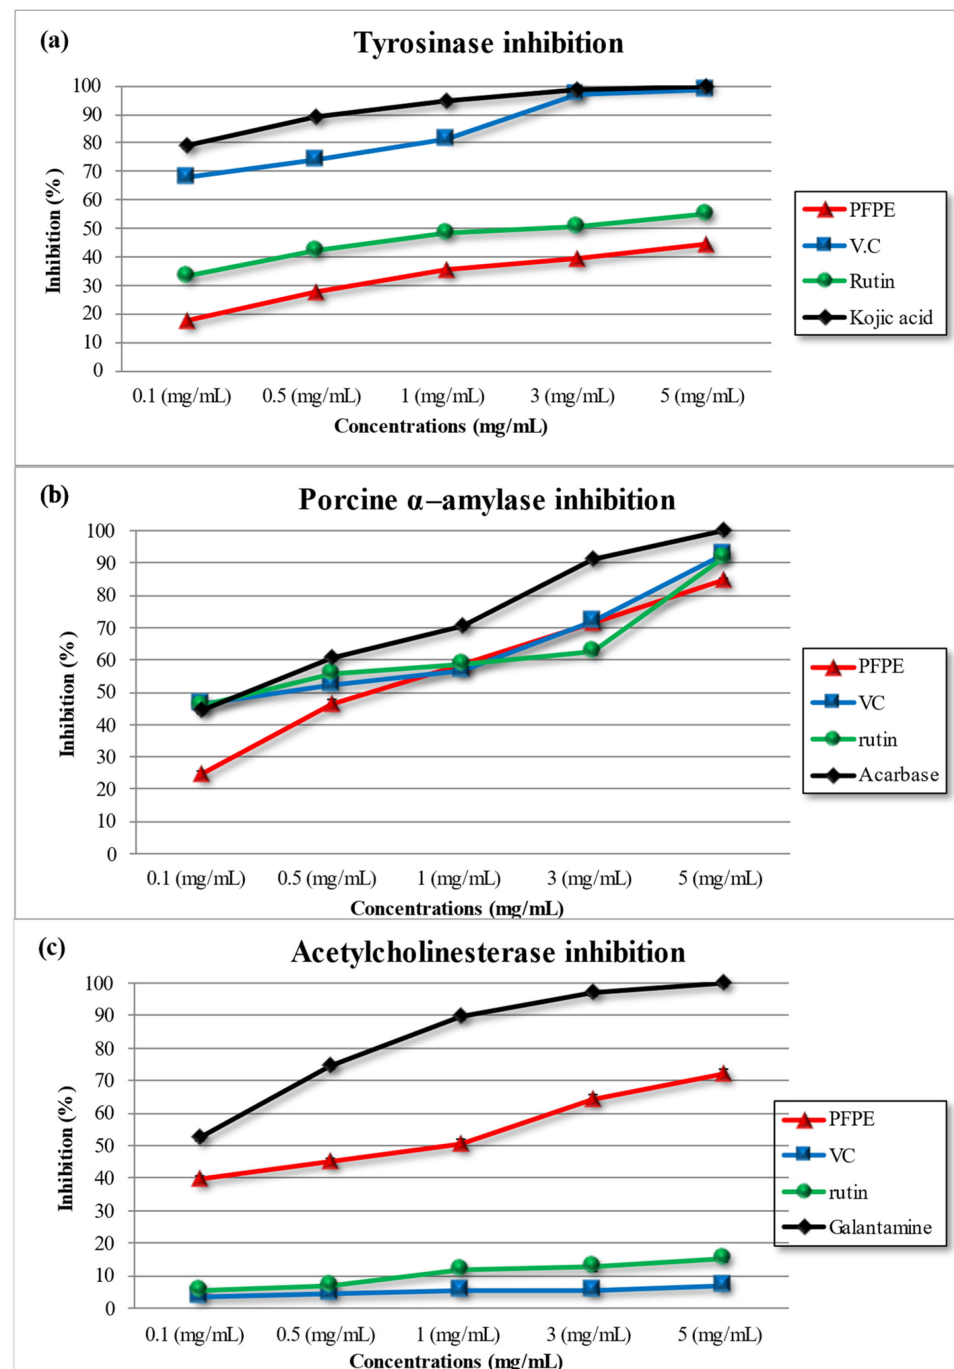 (a)
Tyrosinase inhibition
100
90
80
70
60
50
40
30
20
10
0
Inhibition (%)
0.1 (mg/mL) 0.5 (mg/mL) 1 (mg/mL) 3 (mg/mL) 5 (mg/mL)
Concentrations (mg/mL)
PFPE
V.C
Rutin
Kojic acid
(b)
Porcine α–amylase inhibition
100
90
80
70
60
50
40
30
20
10
0
Inhibition (%)
0.1 (mg/mL) 0.5 (mg/mL) 1 (mg/mL) 3 (mg/mL) 5 (mg/mL)
Concentrations (mg/mL)
PFPE
VC
rutin
Acarbase
(c)
Acetylcholinesterase inhibition
100
90
80
70
60
50
40
30
20
10
0
Inhibition (%)
0.1 (mg/mL) 0.5 (mg/mL) 1 (mg/mL) 3 (mg/mL) 5 (mg/mL)
Concentrations (mg/mL)
PFPE
VC
rutin
Galantamine